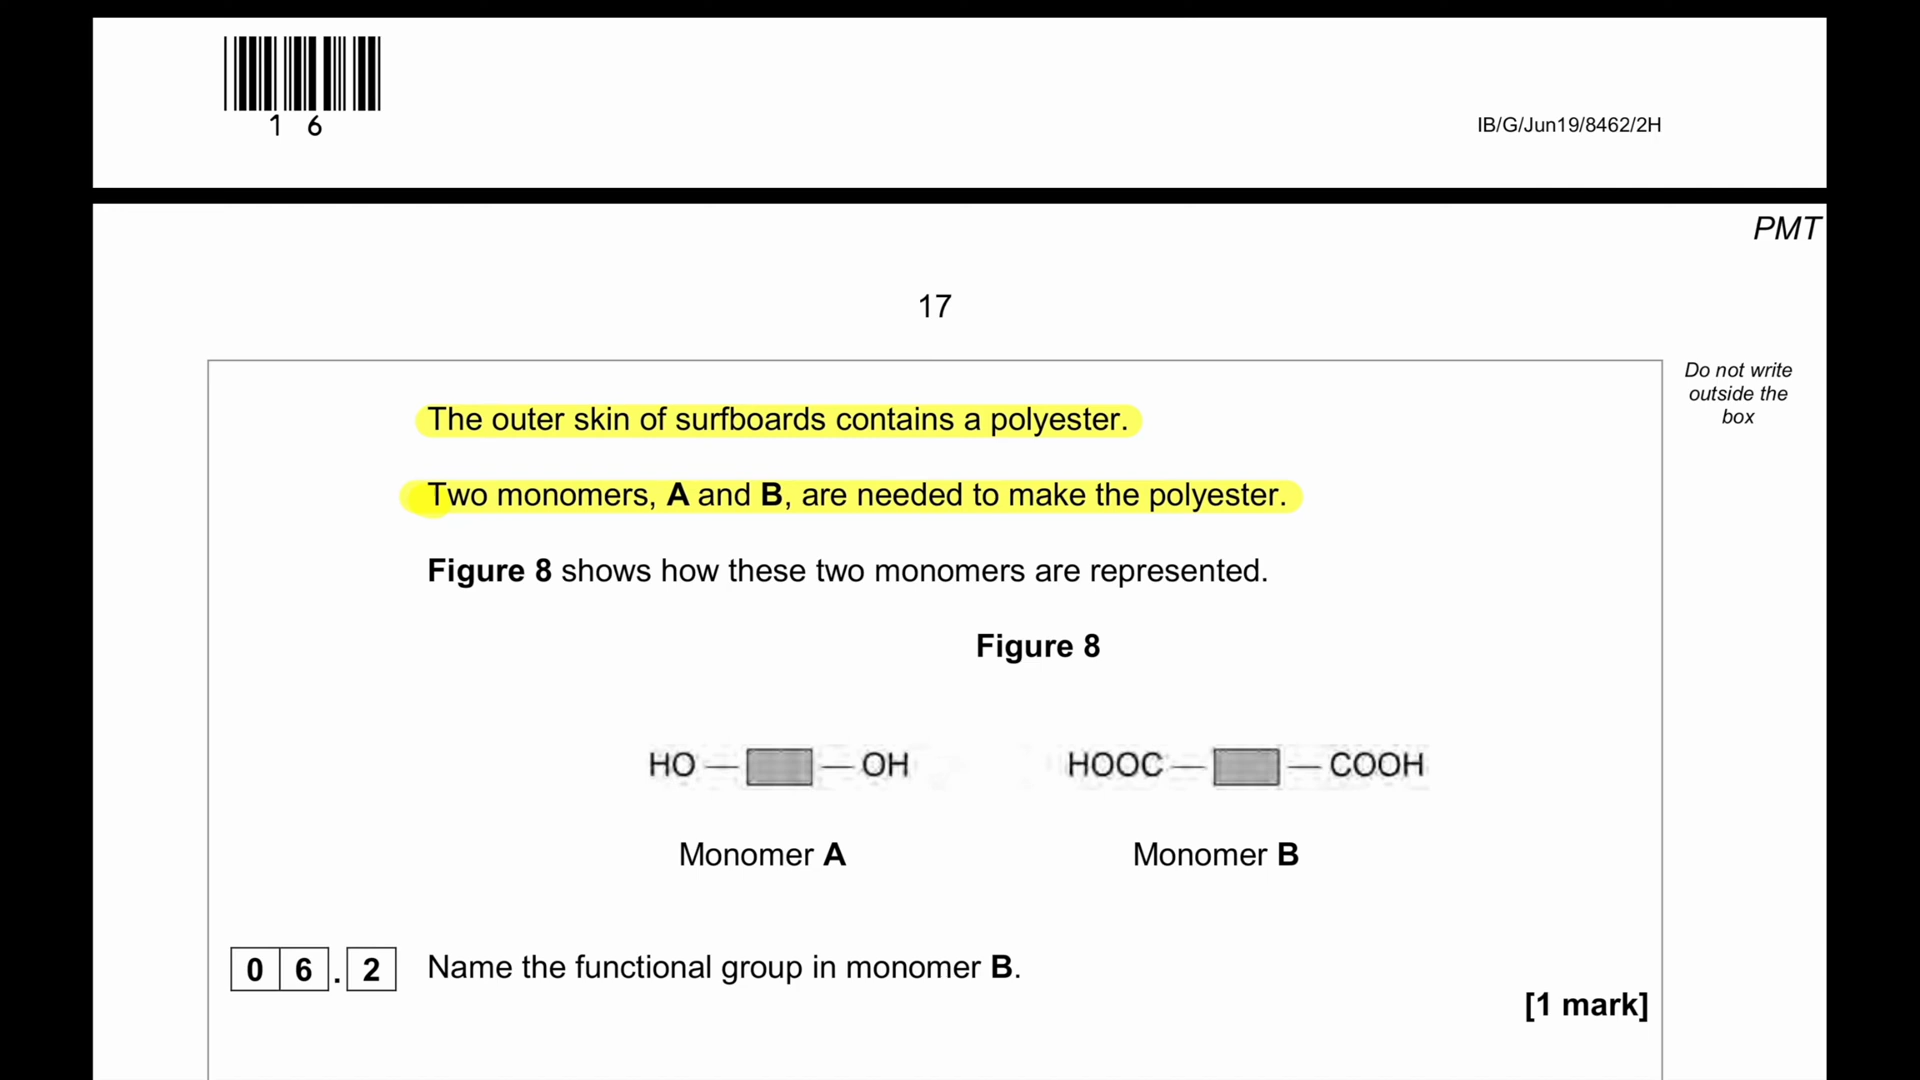 1 6
IB/G/Jun19/8462/2H
PMT
17
Do not write
outside the
box
The outer skin of surfboards contains a polyester.
Two monomers, A and B, are needed to make the polyester.
Figure 8 shows how these two monomers are represented.
Figure 8
HO — — OH HOOC — — COOH
Monomer A Monomer B
0 6 . 2 Name the functional group in monomer B.
[1 mark]